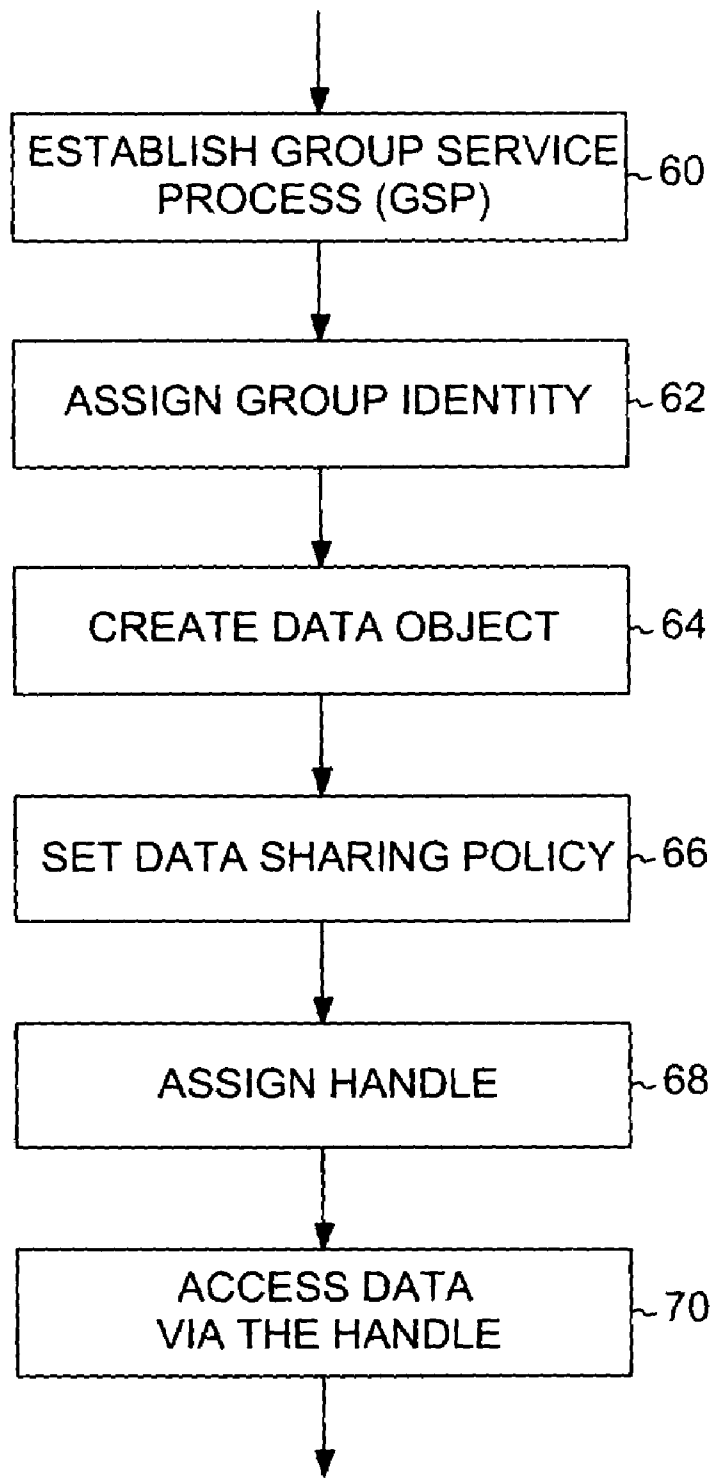 ESTABLISH GROUP SERVICE
PROCESS (GSP)
60
ASSIGN GROUP IDENTITY
62
CREATE DATA OBJECT
64
SET DATA SHARING POLICY
66
ASSIGN HANDLE
68
ACCESS DATA
VIA THE HANDLE
70